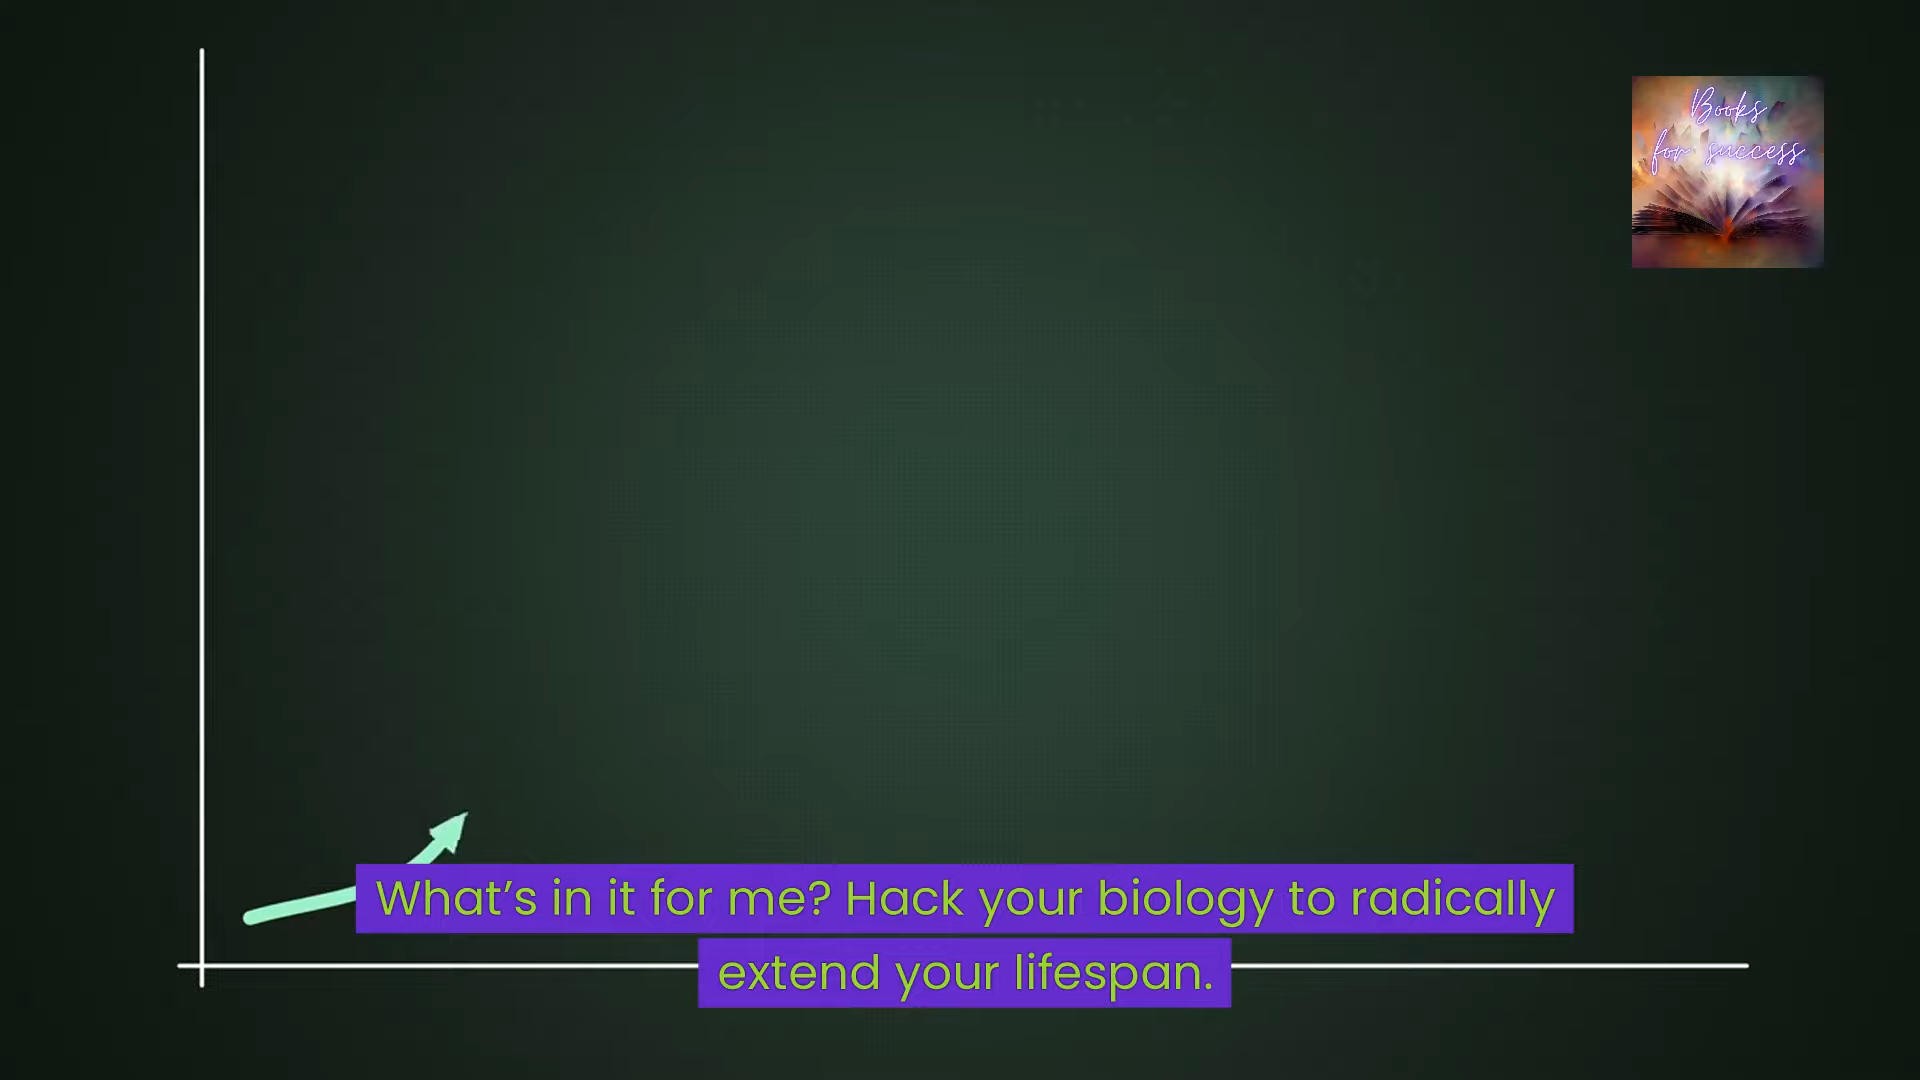 Books
for success
What’s in it for me? Hack your biology to radically
extend your lifespan.